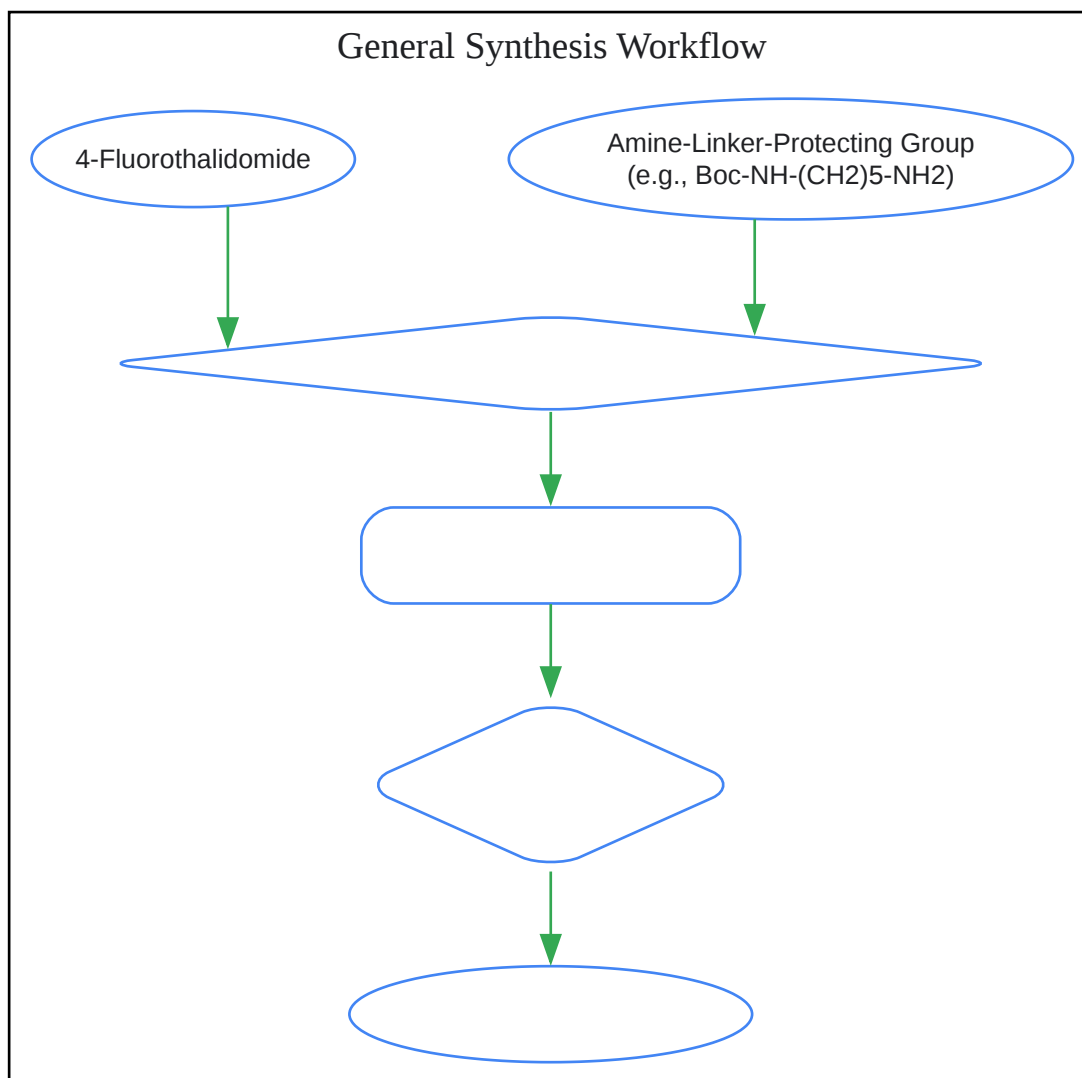 General Synthesis Workflow
4-Fluorothalidomide
Amine-Linker-Protecting Group
(e.g., Boc-NH-(CH2)5-NH2)